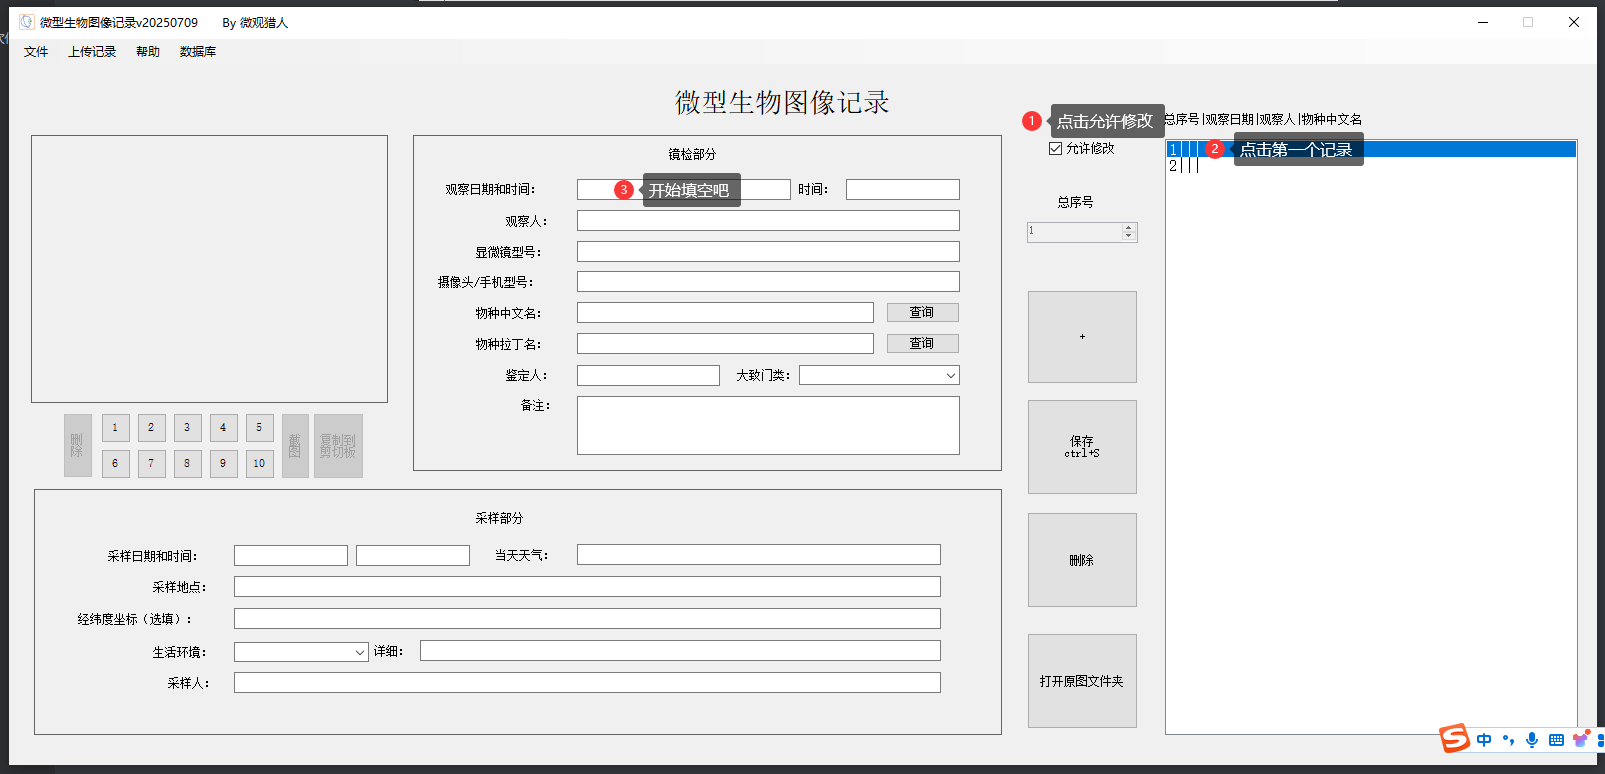 微型生物图像记录v20250709 By 微观猎人
文件 上传记录 帮助 数据库
微型生物图像记录
1 点击允许修改
总序号|观察日期|观察人|物种中文名
允许修改
1| | |
2 点击第一个记录
2| | |
镜检部分
观察日期和时间：
3 开始填空吧
时间：
观察人：
显微镜型号：
摄像头/手机型号：
物种中文名：
查询
物种拉丁名：
查询
鉴定人：
大致门类：
备注：
总序号
1
+
保存
ctrl+S
删除
打开原图文件夹
删除
1 2 3 4 5
6 7 8 9 10
截图
复制到
剪切板
采样部分
采样日期和时间：
当天天气：
采样地点：
经纬度坐标（选填）：
生活环境：
详细：
采样人：
S 中